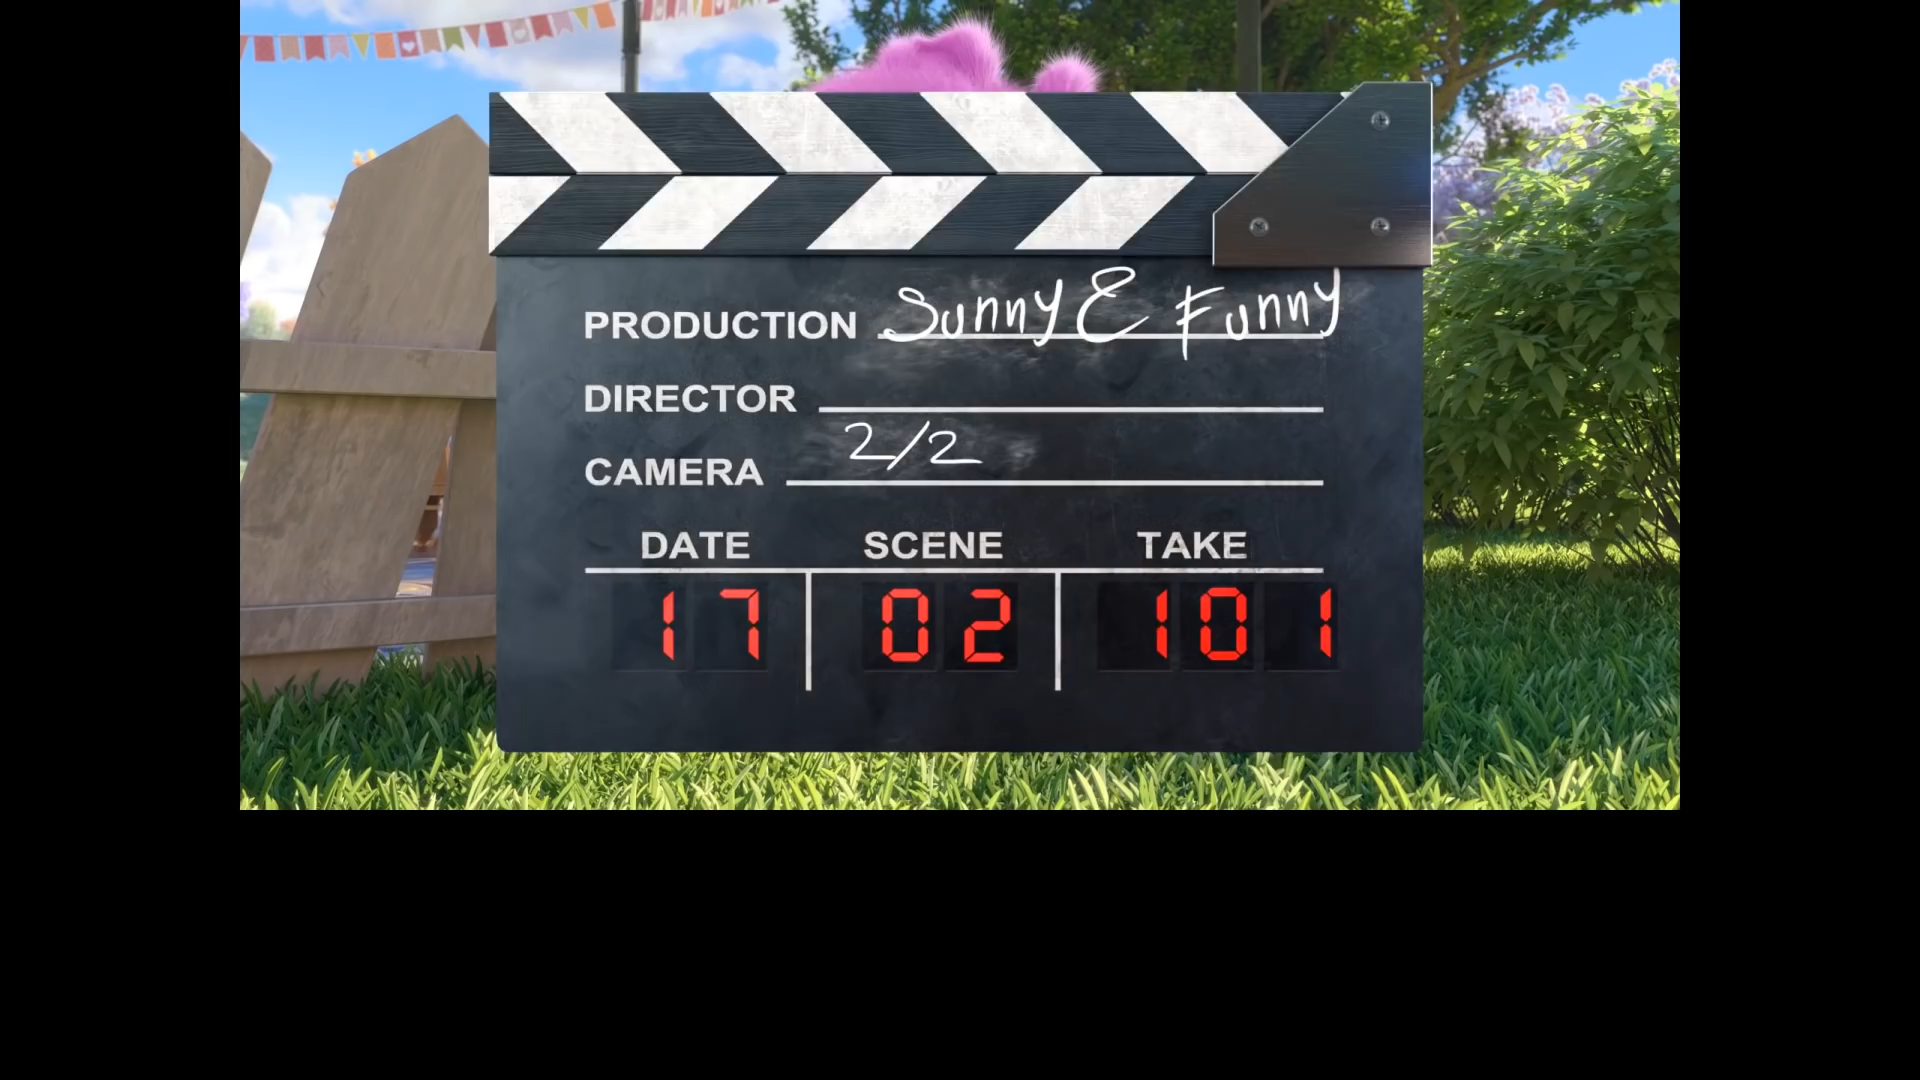 PRODUCTION Sunny & Funny
DIRECTOR
CAMERA 2/2
DATE SCENE TAKE
17 02 101